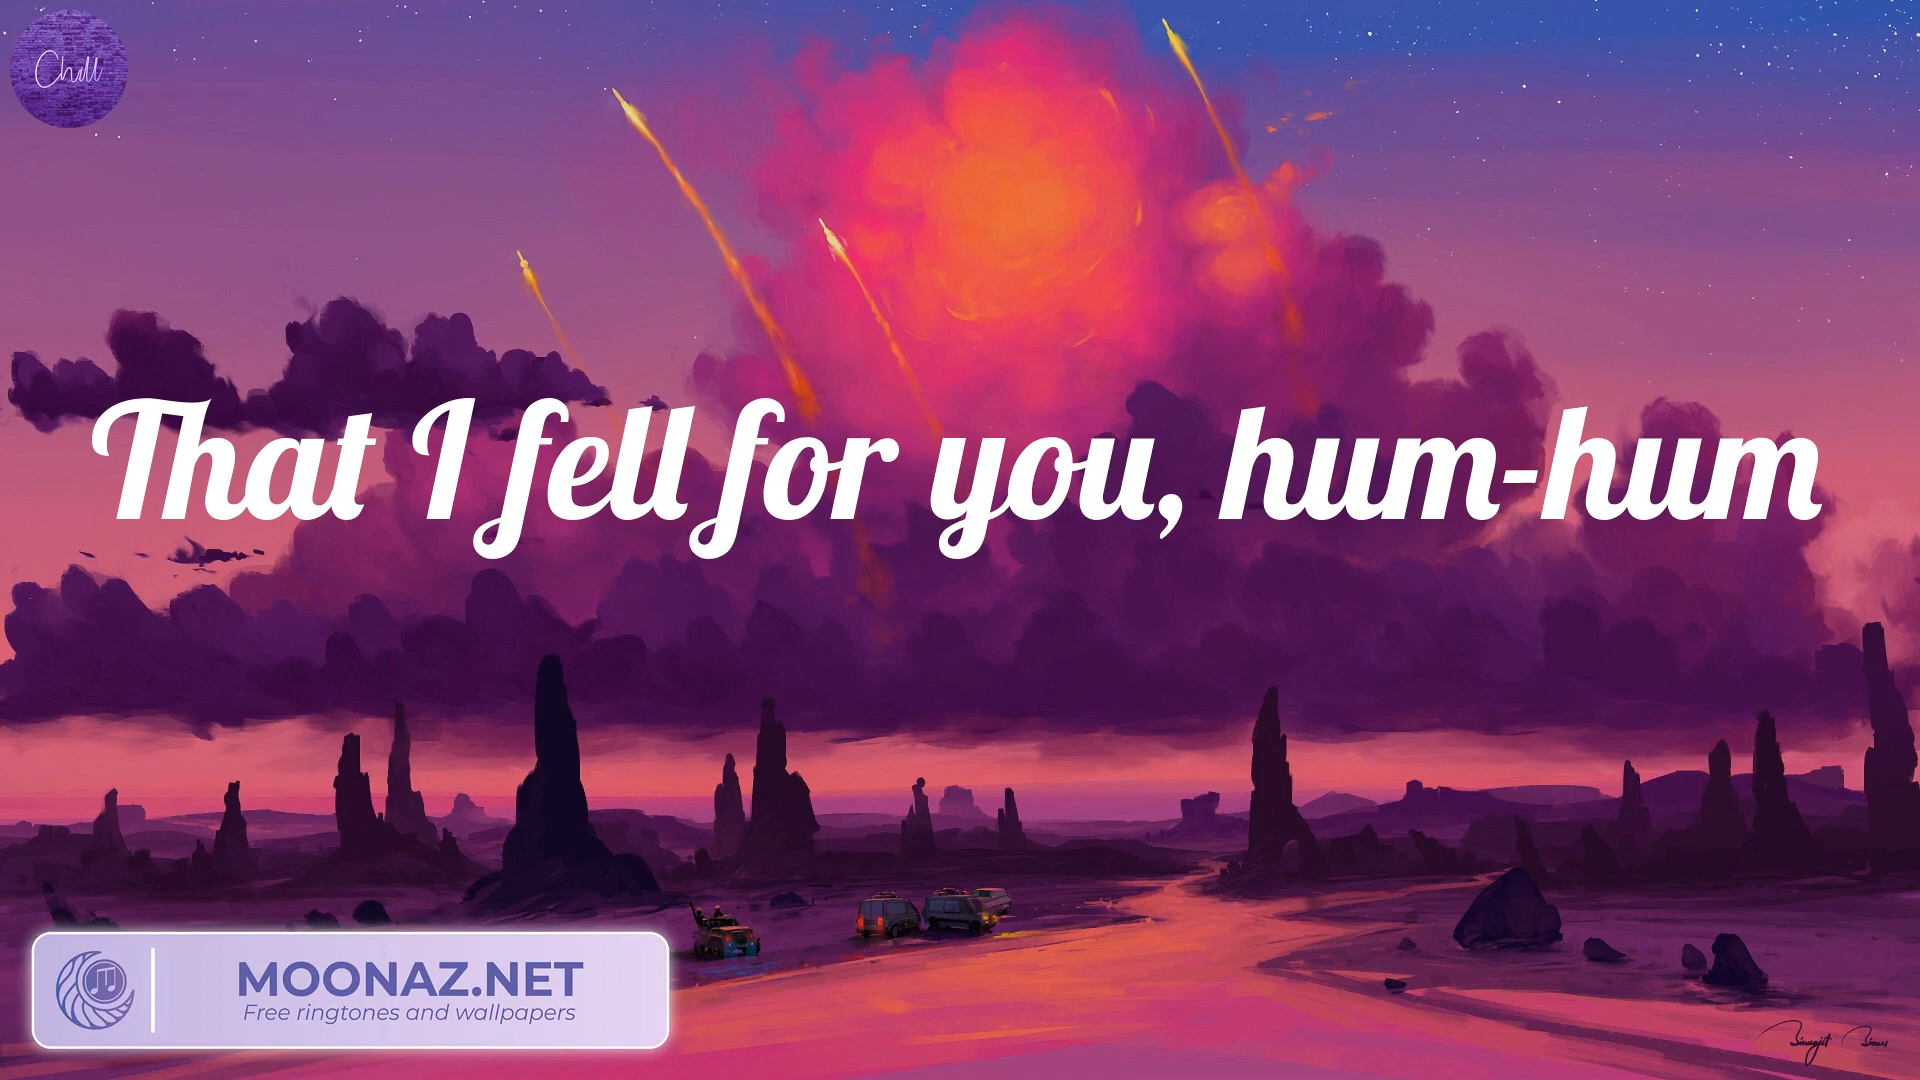 Chill
That I fell for you, hum-hum
MOONAZ.NET
Free ringtones and wallpapers